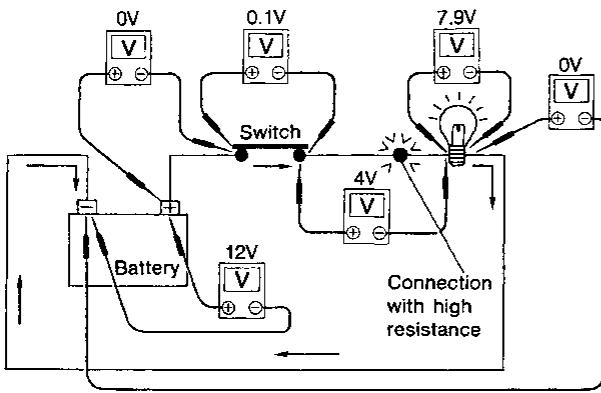 0V
0.1V
7.9V
0V
V
V
V
V
+ −
+ −
+ −
+ −
Switch
4V
V
+ −
− +
Battery
12V
V
+ −
Connection
with high
resistance